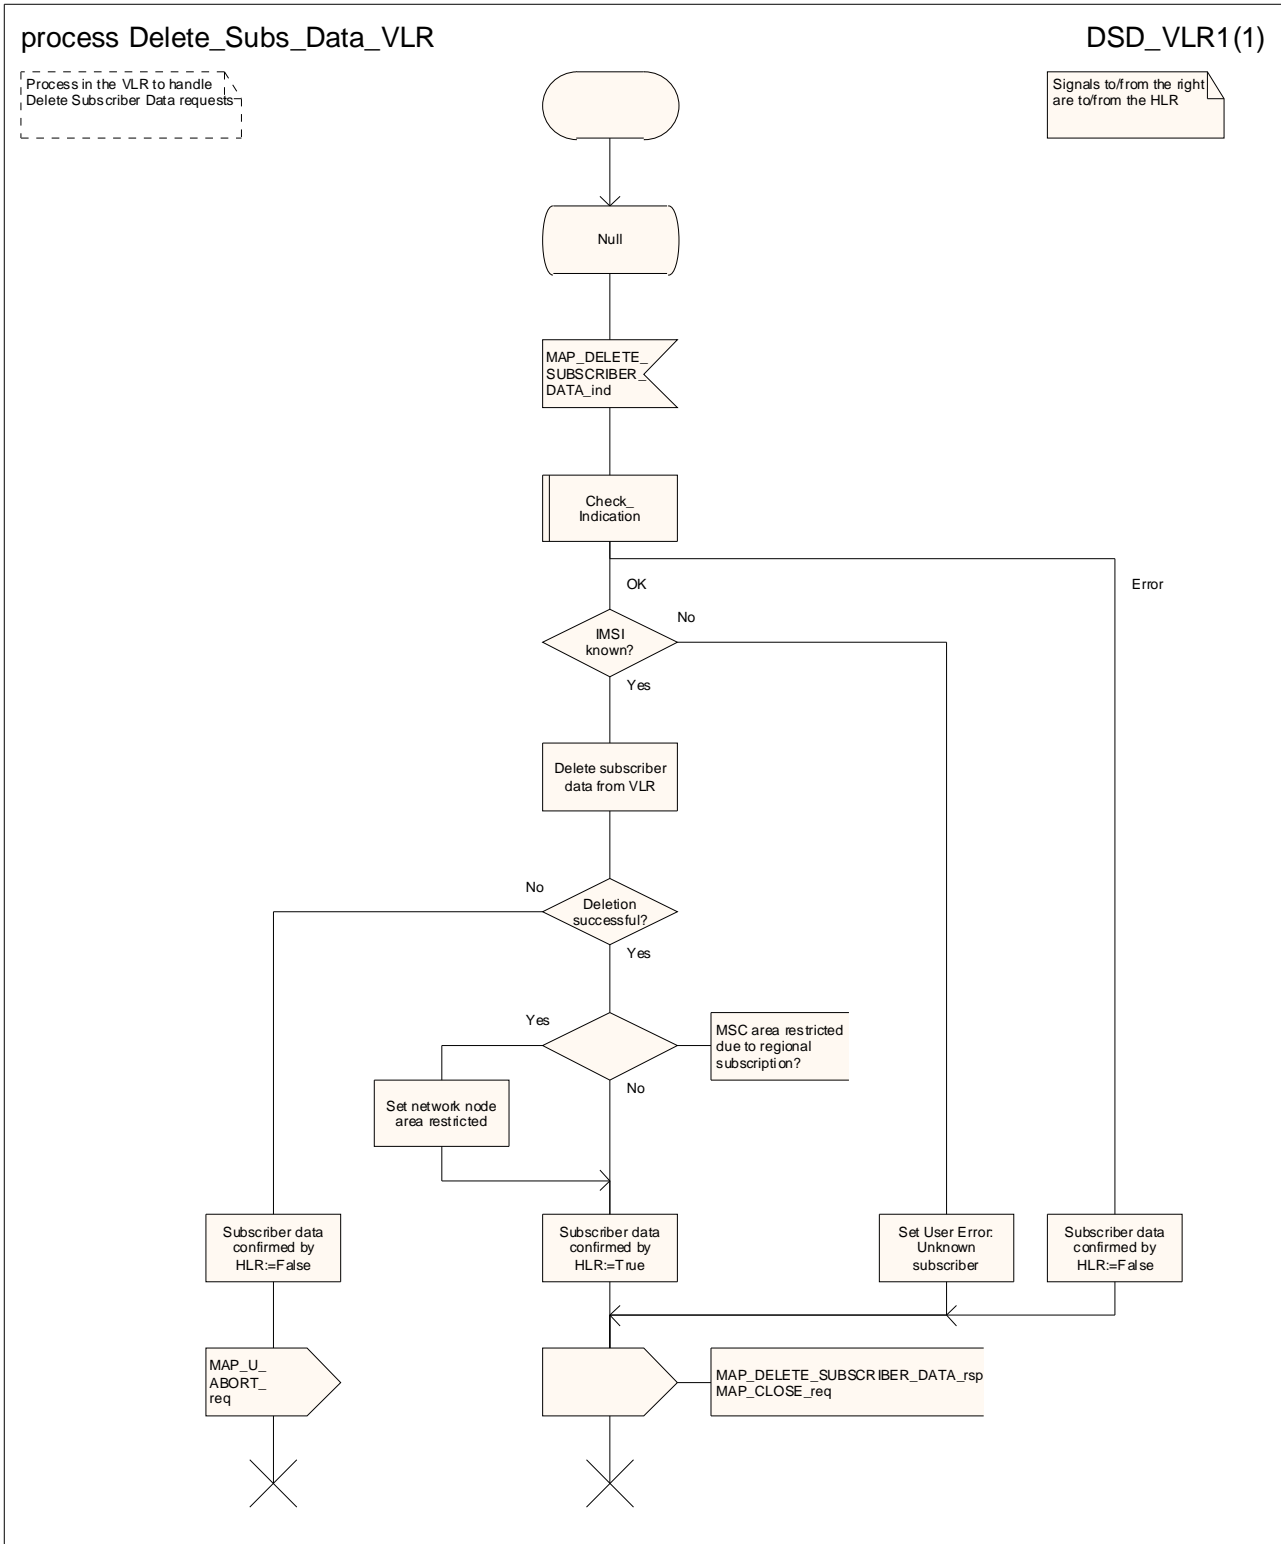 process Delete_Subs_Data_VLR
DSD_VLR1(1)
Process in the VLR to handle
Delete Subscriber Data requests
Signals to/from the right
are to/from the HLR
Null
MAP_DELETE_
SUBSCRIBER_
DATA_ind
Check_
Indication
OK
Error
IMSI
known?
No
Yes
Delete subscriber
data from VLR
No
Deletion
successful?
Yes
Yes
MSC area restricted
due to regional
subscription?
No
Set network node
area restricted
Subscriber data
confirmed by
HLR:=False
Subscriber data
confirmed by
HLR:=True
Set User Error:
Unknown
subscriber
Subscriber data
confirmed by
HLR:=False
MAP_U_
ABORT_
req
MAP_DELETE_SUBSCRIBER_DATA_rsp
MAP_CLOSE_req